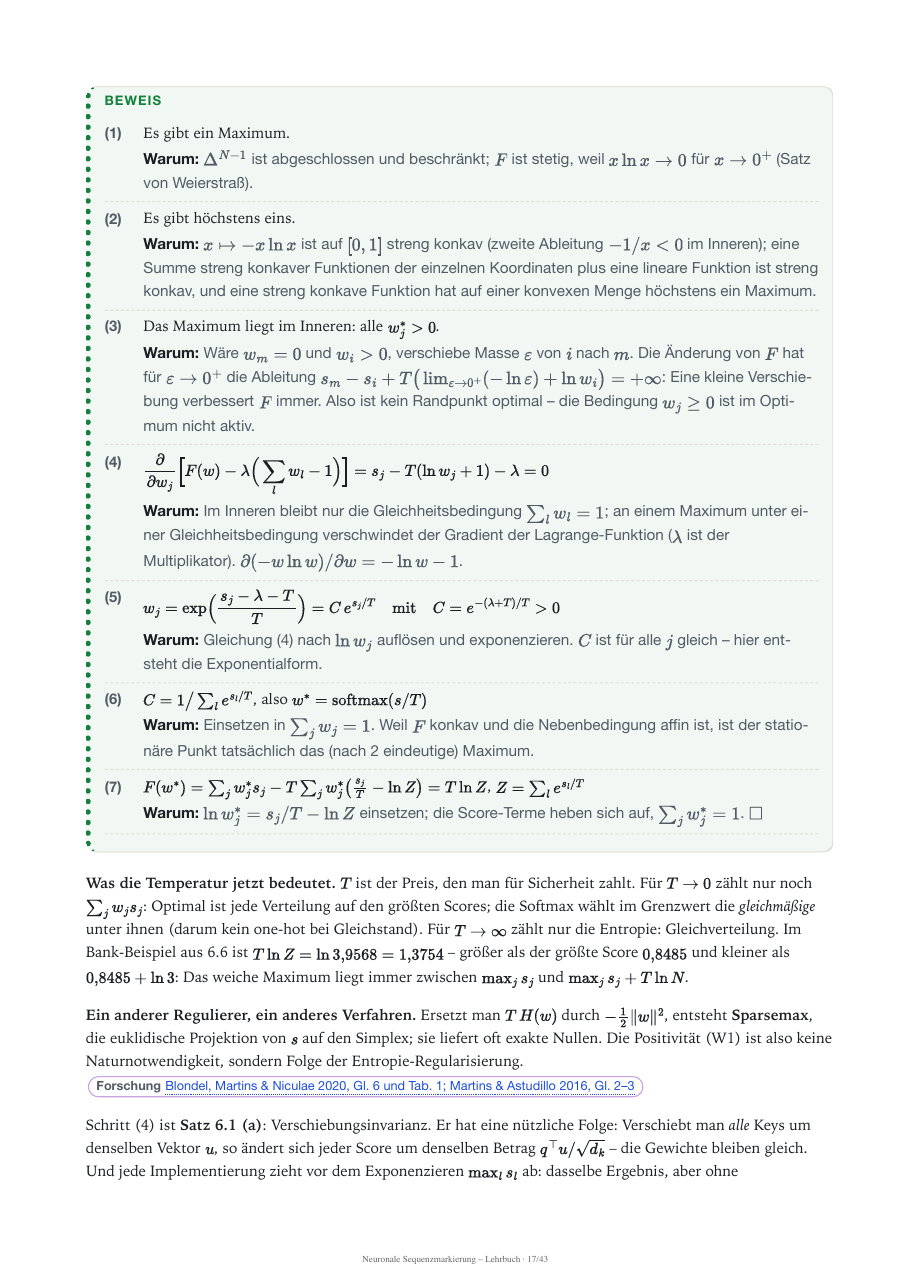 BEWEIS
(1) Es gibt ein Maximum.
Warum: Δ^{N−1} ist abgeschlossen und beschränkt; F ist stetig, weil x ln x → 0 für x → 0⁺ (Satz
von Weierstraß).
(2) Es gibt höchstens eins.
Warum: x ↦ −x ln x ist auf [0, 1] streng konkav (zweite Ableitung −1/x < 0 im Inneren); eine
Summe streng konkaver Funktionen der einzelnen Koordinaten plus eine lineare Funktion ist streng
konkav, und eine streng konkave Funktion hat auf einer konvexen Menge höchstens ein Maximum.
(3) Das Maximum liegt im Inneren: alle w_j^* > 0.
Warum: Wäre w_m = 0 und w_i > 0, verschiebe Masse ε von i nach m. Die Änderung von F hat
für ε → 0⁺ die Ableitung s_m − s_i + T(lim_{ε→0⁺}(−ln ε) + ln w_i) = +∞: Eine kleine Verschie-
bung verbessert F immer. Also ist kein Randpunkt optimal – die Bedingung w_j ≥ 0 ist im Opti-
mum nicht aktiv.
(4) ∂/∂w_j [F(w) − λ(∑_l w_l − 1)] = s_j − T(ln w_j + 1) − λ = 0
Warum: Im Inneren bleibt nur die Gleichheitsbedingung ∑_l w_l = 1; an einem Maximum unter ei-
ner Gleichheitsbedingung verschwindet der Gradient der Lagrange-Funktion (λ ist der
Multiplikator). ∂(−w ln w)/∂w = −ln w − 1.
(5) w_j = exp((s_j − λ − T)/T) = C e^{s_j/T} mit C = e^{−(λ+T)/T} > 0
Warum: Gleichung (4) nach ln w_j auflösen und exponenzieren. C ist für alle j gleich – hier ent-
steht die Exponentialform.
(6) C = 1/∑_l e^{s_l/T}, also w* = softmax(s/T)
Warum: Einsetzen in ∑_j w_j = 1. Weil F konkav und die Nebenbedingung affin ist, ist der statio-
näre Punkt tatsächlich das (nach 2 eindeutige) Maximum.
(7) F(w*) = ∑_j w_j^* s_j − T ∑_j w_j^*(s_j/T − ln Z) = T ln Z, Z = ∑_l e^{s_l/T}
Warum: ln w_j^* = s_j/T − ln Z einsetzen; die Score-Terme heben sich auf, ∑_j w_j^* = 1. □
Was die Temperatur jetzt bedeutet. T ist der Preis, den man für Sicherheit zahlt. Für T → 0 zählt nur noch
∑_j w_j s_j: Optimal ist jede Verteilung auf den größten Scores; die Softmax wählt im Grenzwert die gleichmäßige
unter ihnen (darum kein one-hot bei Gleichstand). Für T → ∞ zählt nur die Entropie: Gleichverteilung. Im
Bank-Beispiel aus 6.6 ist T ln Z = ln 3,9568 = 1,3754 – größer als der größte Score 0,8485 und kleiner als
0,8485 + ln 3: Das weiche Maximum liegt immer zwischen max_j s_j und max_j s_j + T ln N.
Ein anderer Regulierer, ein anderes Verfahren. Ersetzt man T H(w) durch −½‖w‖², entsteht Sparsemax,
die euklidische Projektion von s auf den Simplex; sie liefert oft exakte Nullen. Die Positivität (W1) ist also keine
Naturnotwendigkeit, sondern Folge der Entropie-Regularisierung.
Forschung Blondel, Martins & Niculae 2020, Gl. 6 und Tab. 1; Martins & Astudillo 2016, Gl. 2–3
Schritt (4) ist Satz 6.1 (a): Verschiebungsinvarianz. Er hat eine nützliche Folge: Verschiebt man alle Keys um
denselben Vektor u, so ändert sich jeder Score um denselben Betrag q^⊤u/√d_k – die Gewichte bleiben gleich.
Und jede Implementierung zieht vor dem Exponenzieren max_l s_l ab: dasselbe Ergebnis, aber ohne
Neuronale Sequenzmarkierung – Lehrbuch · 17/43